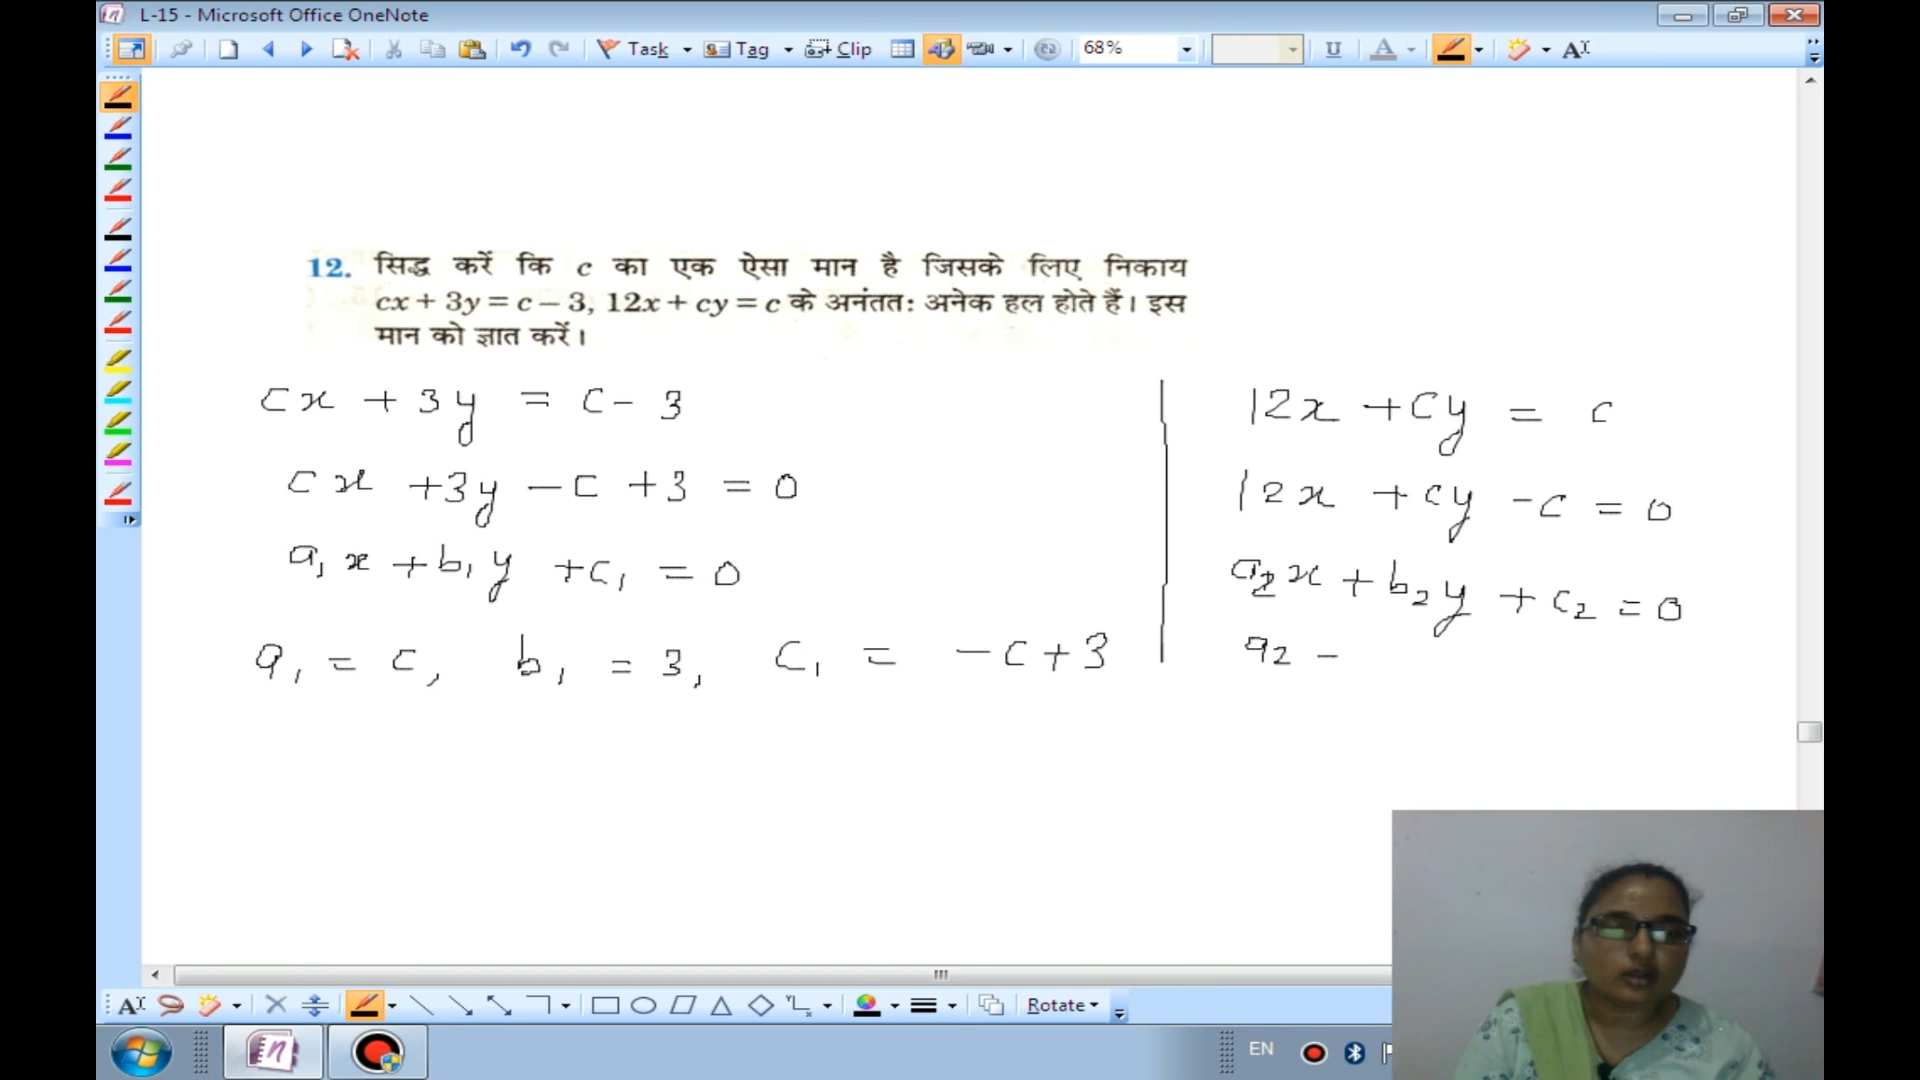 L-15 - Microsoft Office OneNote
Task Tag Clip 68% U A A
12. सिद्ध करें कि c का एक ऐसा मान है जिसके लिए निकाय
cx + 3y = c – 3, 12x + cy = c के अनंततः अनेक हल होते हैं। इस
मान को ज्ञात करें।
cx + 3y = c - 3
cx + 3y - c + 3 = 0
a₁x + b₁y + c₁ = 0
a₁ = c, b₁ = 3, c₁ = -c + 3
12x + cy = c
12x + cy - c = 0
a₂x + b₂y + c₂ = 0
a₂ -
A Rotate
EN